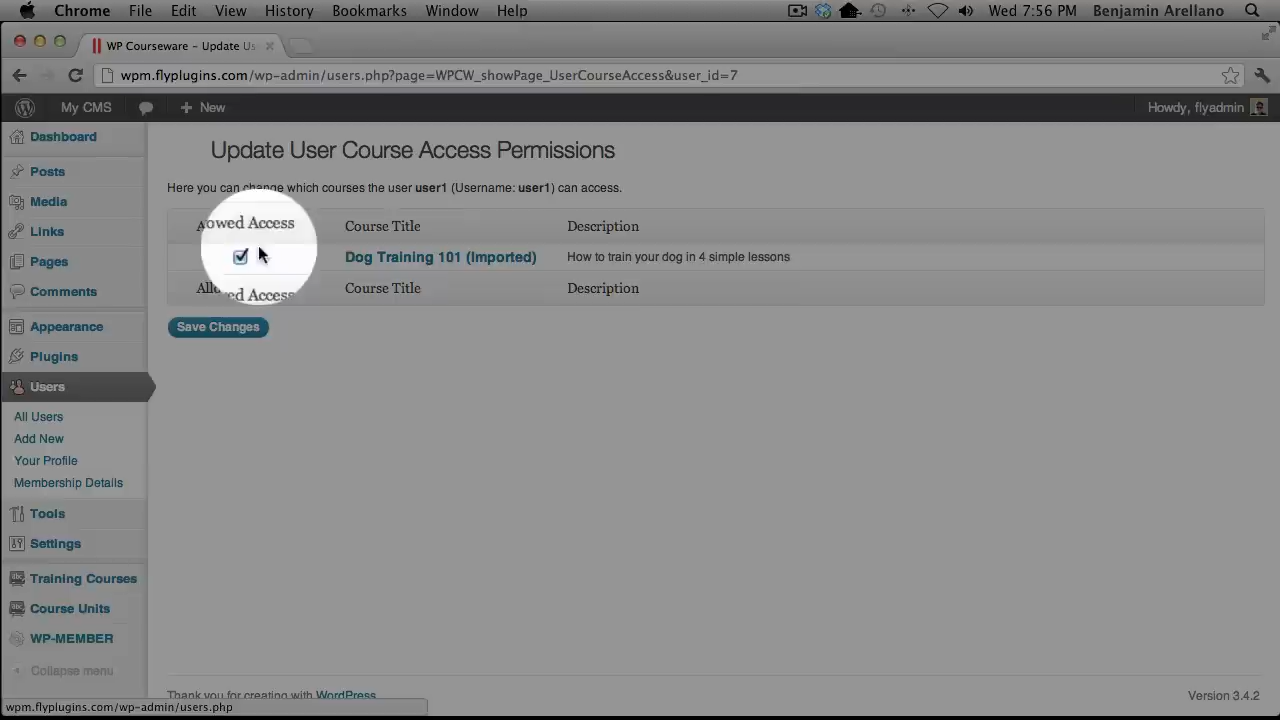 Chrome File Edit View History Bookmarks Window Help Wed 7:56 PM Benjamin Arellano
WP Courseware – Update Us
wpm.flyplugins.com/wp-admin/users.php?page=WPCW_showPage_UserCourseAccess&user_id=7
My CMS + New Howdy, flyadmin
Dashboard
Posts
Media
Links
Pages
Comments
Appearance
Plugins
Users
All Users
Add New
Your Profile
Membership Details
Tools
Settings
Training Courses
Course Units
WP-MEMBER
Collapse menu
Update User Course Access Permissions
Here you can change which courses the user user1 (Username: user1) can access.
owed Access Course Title Description
Dog Training 101 (Imported) How to train your dog in 4 simple lessons
Allowed Access Course Title Description
Save Changes
Thank you for creating with WordPress Version 3.4.2
wpm.flyplugins.com/wp-admin/users.php